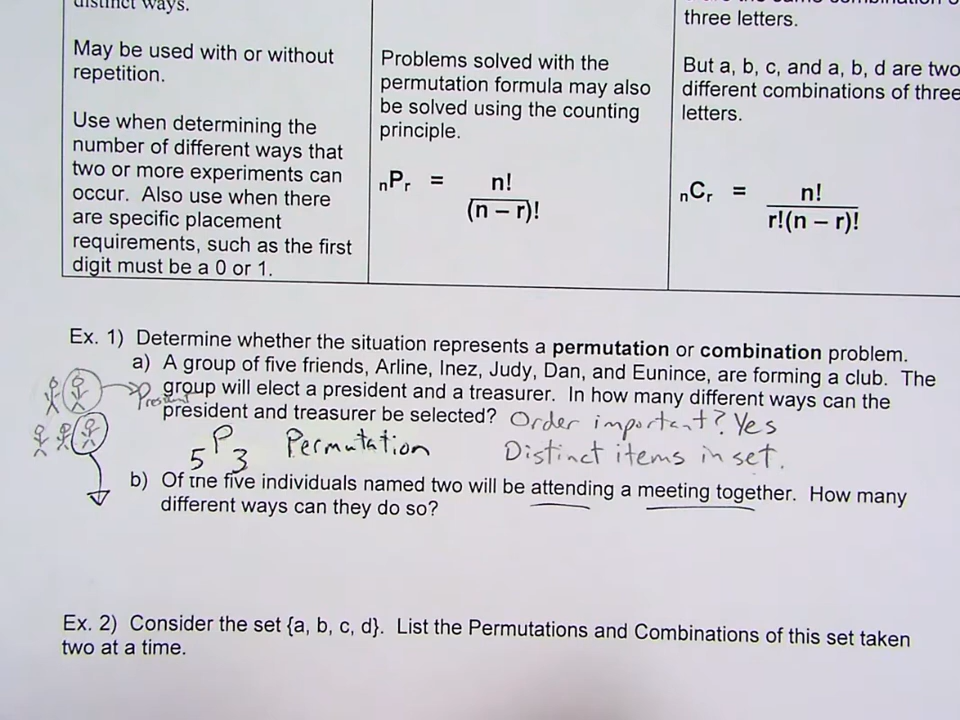 distinct ways.
May be used with or without
repetition.
Use when determining the
number of different ways that
two or more experiments can
occur. Also use when there
are specific placement
requirements, such as the first
digit must be a 0 or 1.
Problems solved with the
permutation formula may also
be solved using the counting
principle.
nPr = n!
(n – r)!
three letters.
But a, b, c, and a, b, d are two
different combinations of three
letters.
nCr = n!
r!(n – r)!
Ex. 1) Determine whether the situation represents a permutation or combination problem.
a) A group of five friends, Arline, Inez, Judy, Dan, and Eunince, are forming a club. The
group will elect a president and a treasurer. In how many different ways can the
president and treasurer be selected? Order important? Yes
5P3 Permutation Distinct items in set.
b) Of the five individuals named two will be attending a meeting together. How many
different ways can they do so?
Ex. 2) Consider the set {a, b, c, d}. List the Permutations and Combinations of this set taken
two at a time.